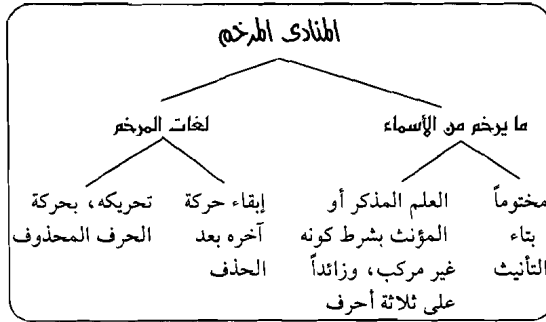 المنادى المرخم
ما يرخم من الأسماء
لغات المرخم
مختوماً
بتاء
التأنيث
العلم المذكر أو
المؤنث بشرط كونه
غير مركب، وزائداً
على ثلاثة أحرف
إبقاء حركة
آخره بعد
الحذف
تحريكه، بحركة
الحرف المحذوف